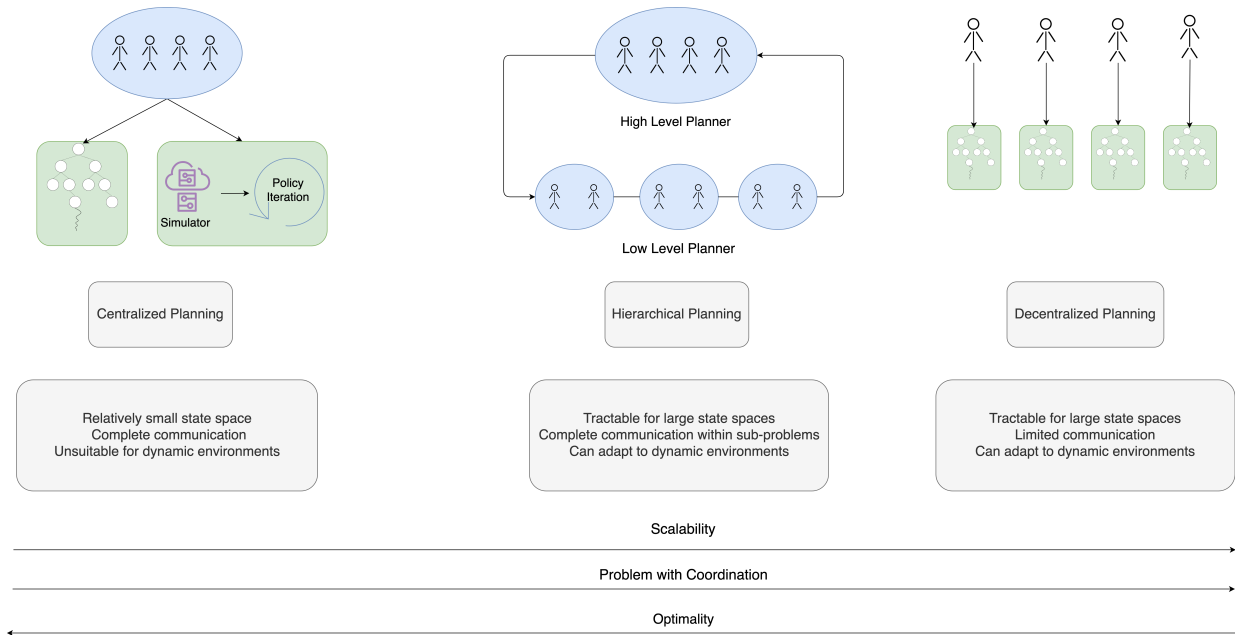 High Level Planner
Policy
Iteration
Simulator
Low Level Planner
Centralized Planning
Hierarchical Planning
Decentralized Planning
Relatively small state space
Complete communication
Unsuitable for dynamic environments
Tractable for large state spaces
Complete communication within sub-problems
Can adapt to dynamic environments
Tractable for large state spaces
Limited communication
Can adapt to dynamic environments
Scalability
Problem with Coordination
Optimality